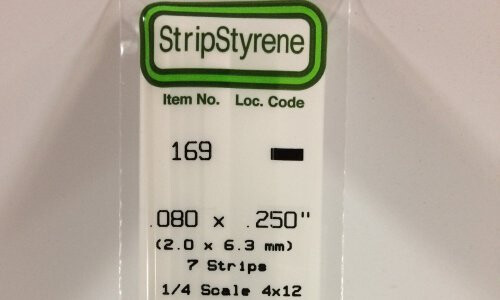 StripStyrene
Item No. Loc. Code
169
.080 x .250"
(2.0 x 6.3 mm)
7 Strips
1/4 Scale 4x12